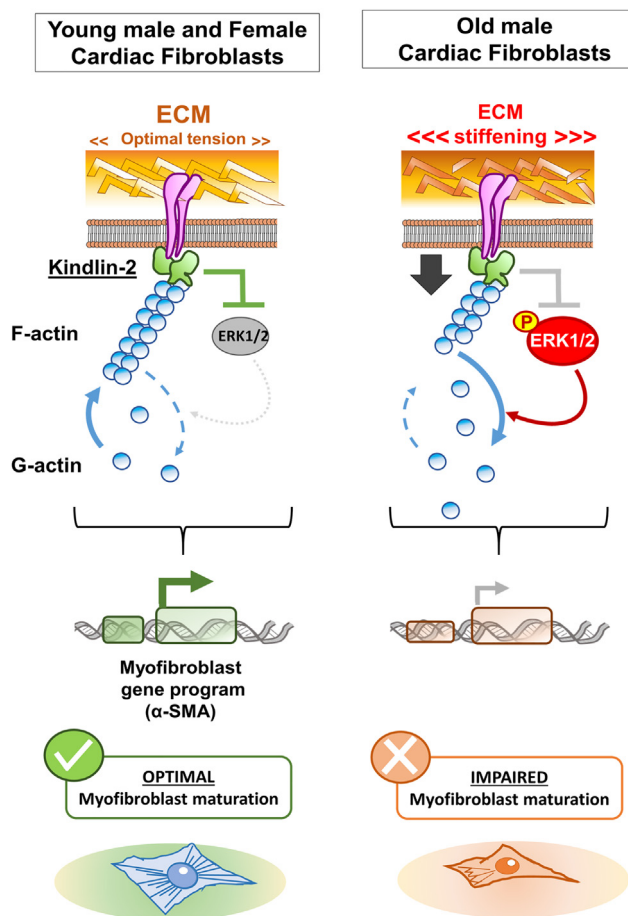 Young male and Female
Cardiac Fibroblasts
Old male
Cardiac Fibroblasts
ECM
<< Optimal tension >>
ECM
<<< stiffening >>>
Kindlin-2
F-actin
ERK1/2
P
ERK1/2
G-actin
Myofibroblast
gene program
(α-SMA)
OPTIMAL
Myofibroblast maturation
IMPAIRED
Myofibroblast maturation